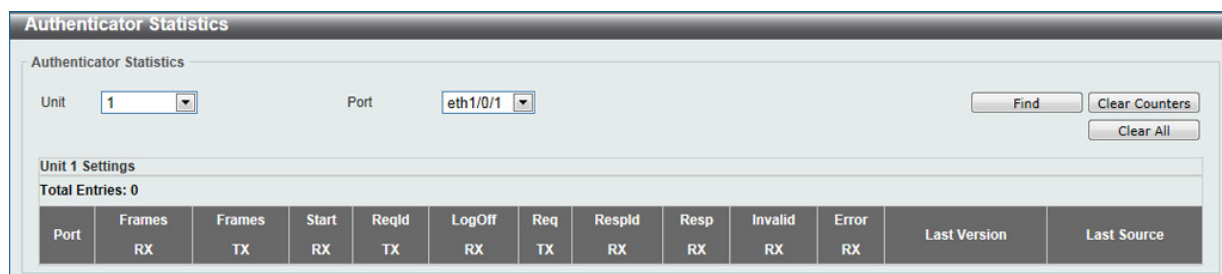 Authenticator Statistics
Authenticator Statistics
Unit 1 Port eth1/0/1 Find Clear Counters
Clear All
Unit 1 Settings
Total Entries: 0
Port Frames RX Frames TX Start RX ReqId TX LogOff RX Req TX RespId RX Resp RX Invalid RX Error RX Last Version Last Source